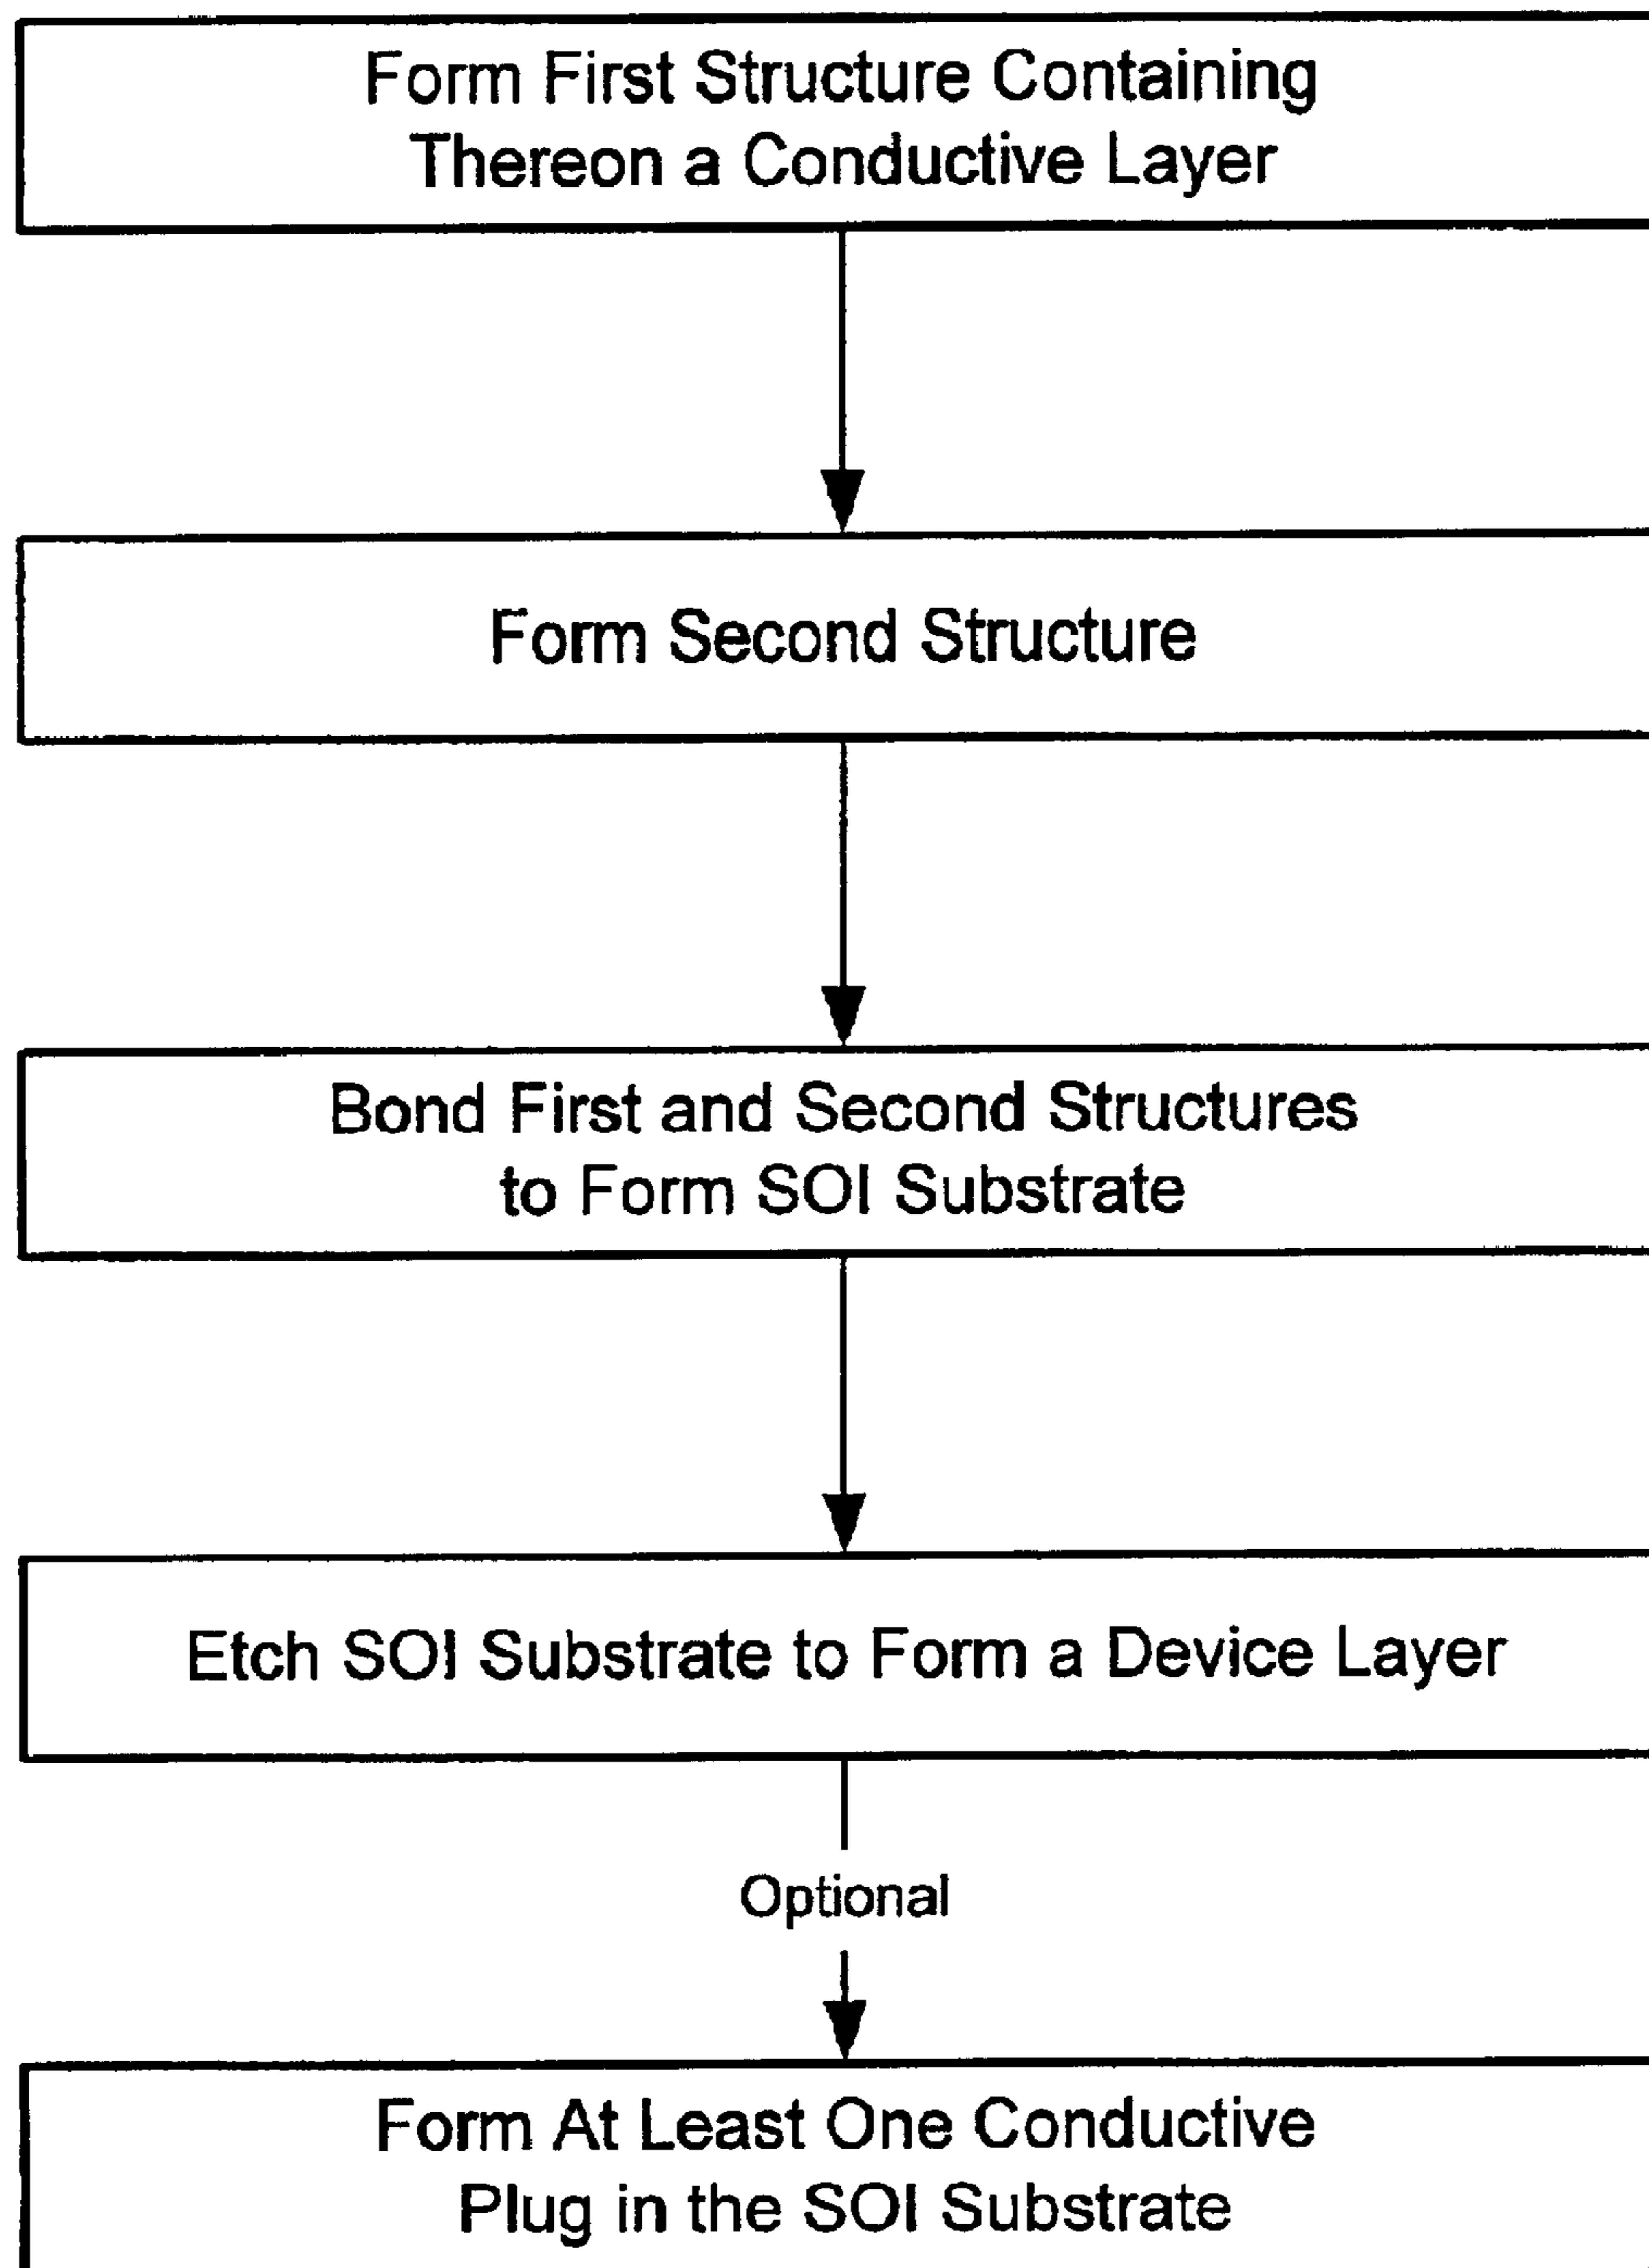 Form First Structure Containing
Thereon a Conductive Layer
Form Second Structure
Bond First and Second Structures
to Form SOI Substrate
Etch SOI Substrate to Form a Device Layer
Optional
Form At Least One Conductive
Plug in the SOI Substrate